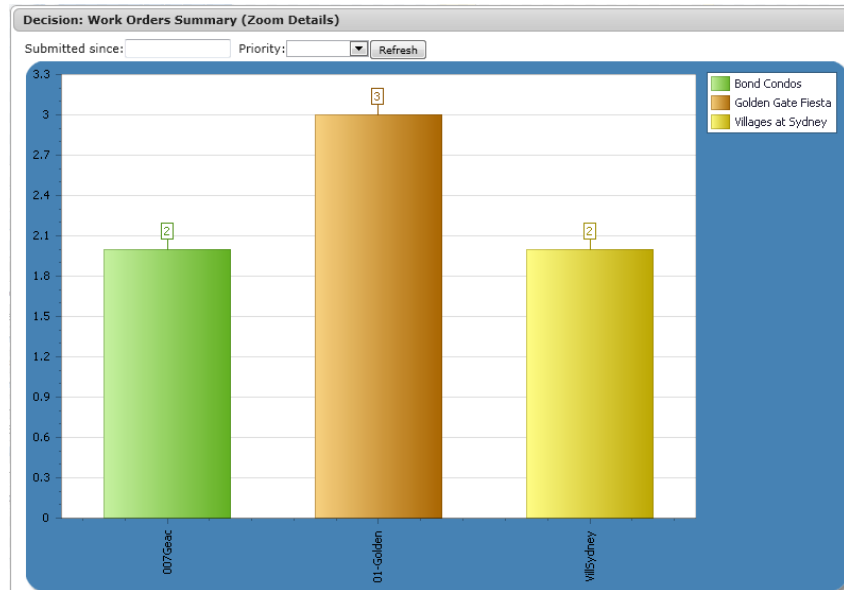 Decision: Work Orders Summary (Zoom Details)
Submitted since: Priority: Refresh
3.3
3
2.7
2.4
2.1
1.8
1.5
1.2
0.9
0.6
0.3
0
2
3
2
007Geac
01-Golden
VillSydney
Bond Condos
Golden Gate Fiesta
Villages at Sydney